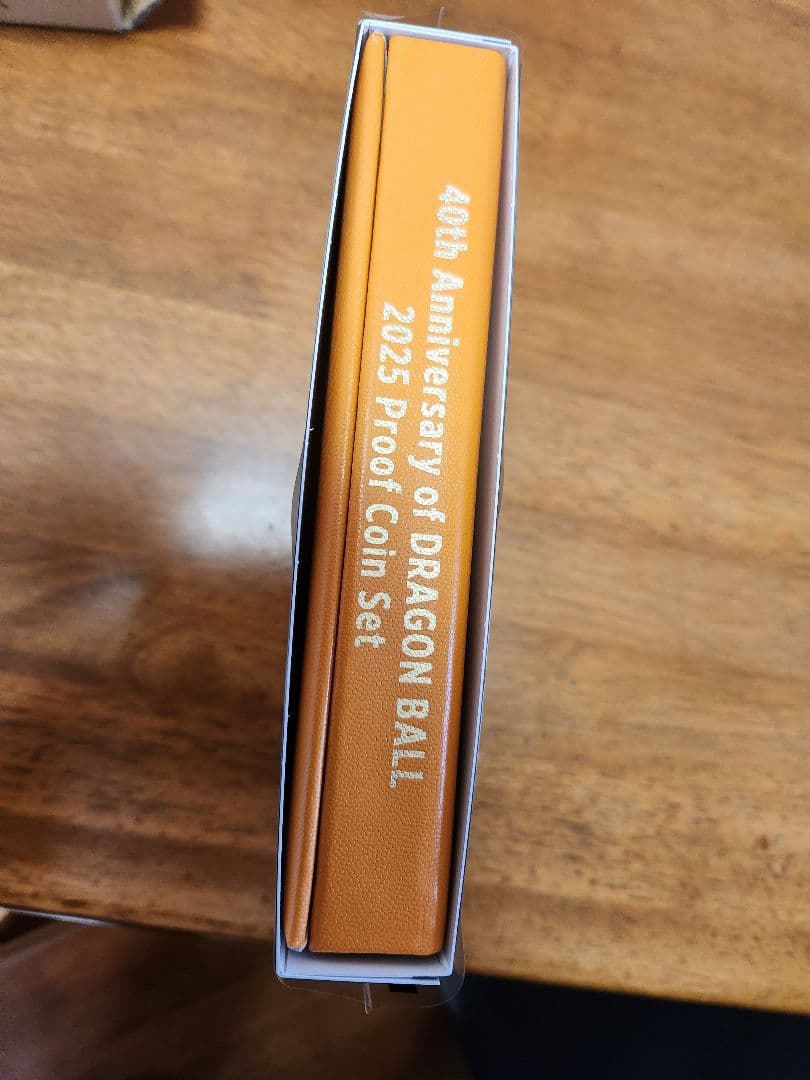 40th Anniversary of DRAGON BALL
2025 Proof Coin Set